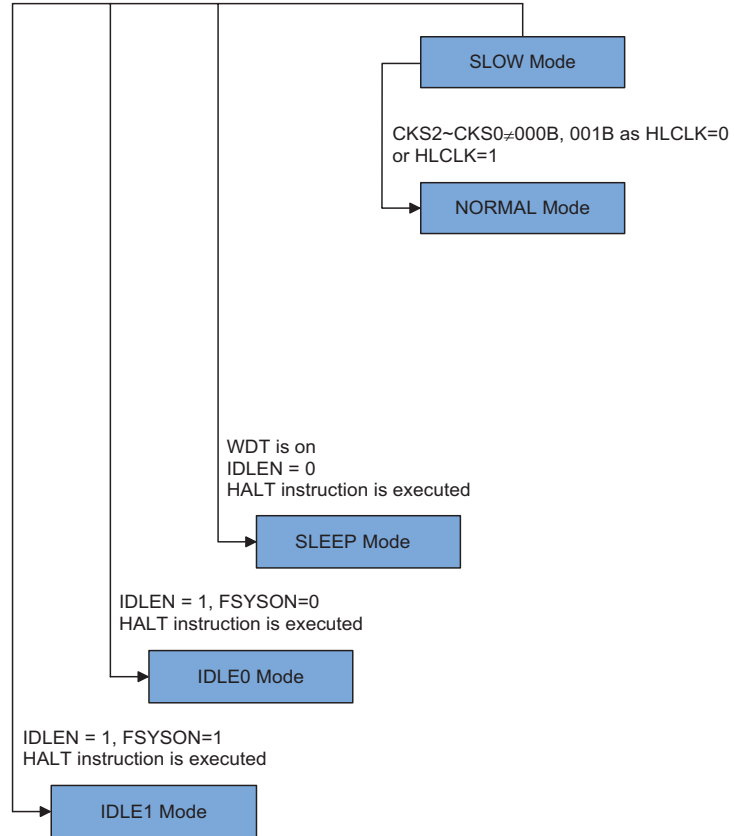 SLOW Mode
CKS2~CKS0≠000B, 001B as HLCLK=0
or HLCLK=1
NORMAL Mode
WDT is on
IDLEN = 0
HALT instruction is executed
SLEEP Mode
IDLEN = 1, FSYSON=0
HALT instruction is executed
IDLE0 Mode
IDLEN = 1, FSYSON=1
HALT instruction is executed
IDLE1 Mode